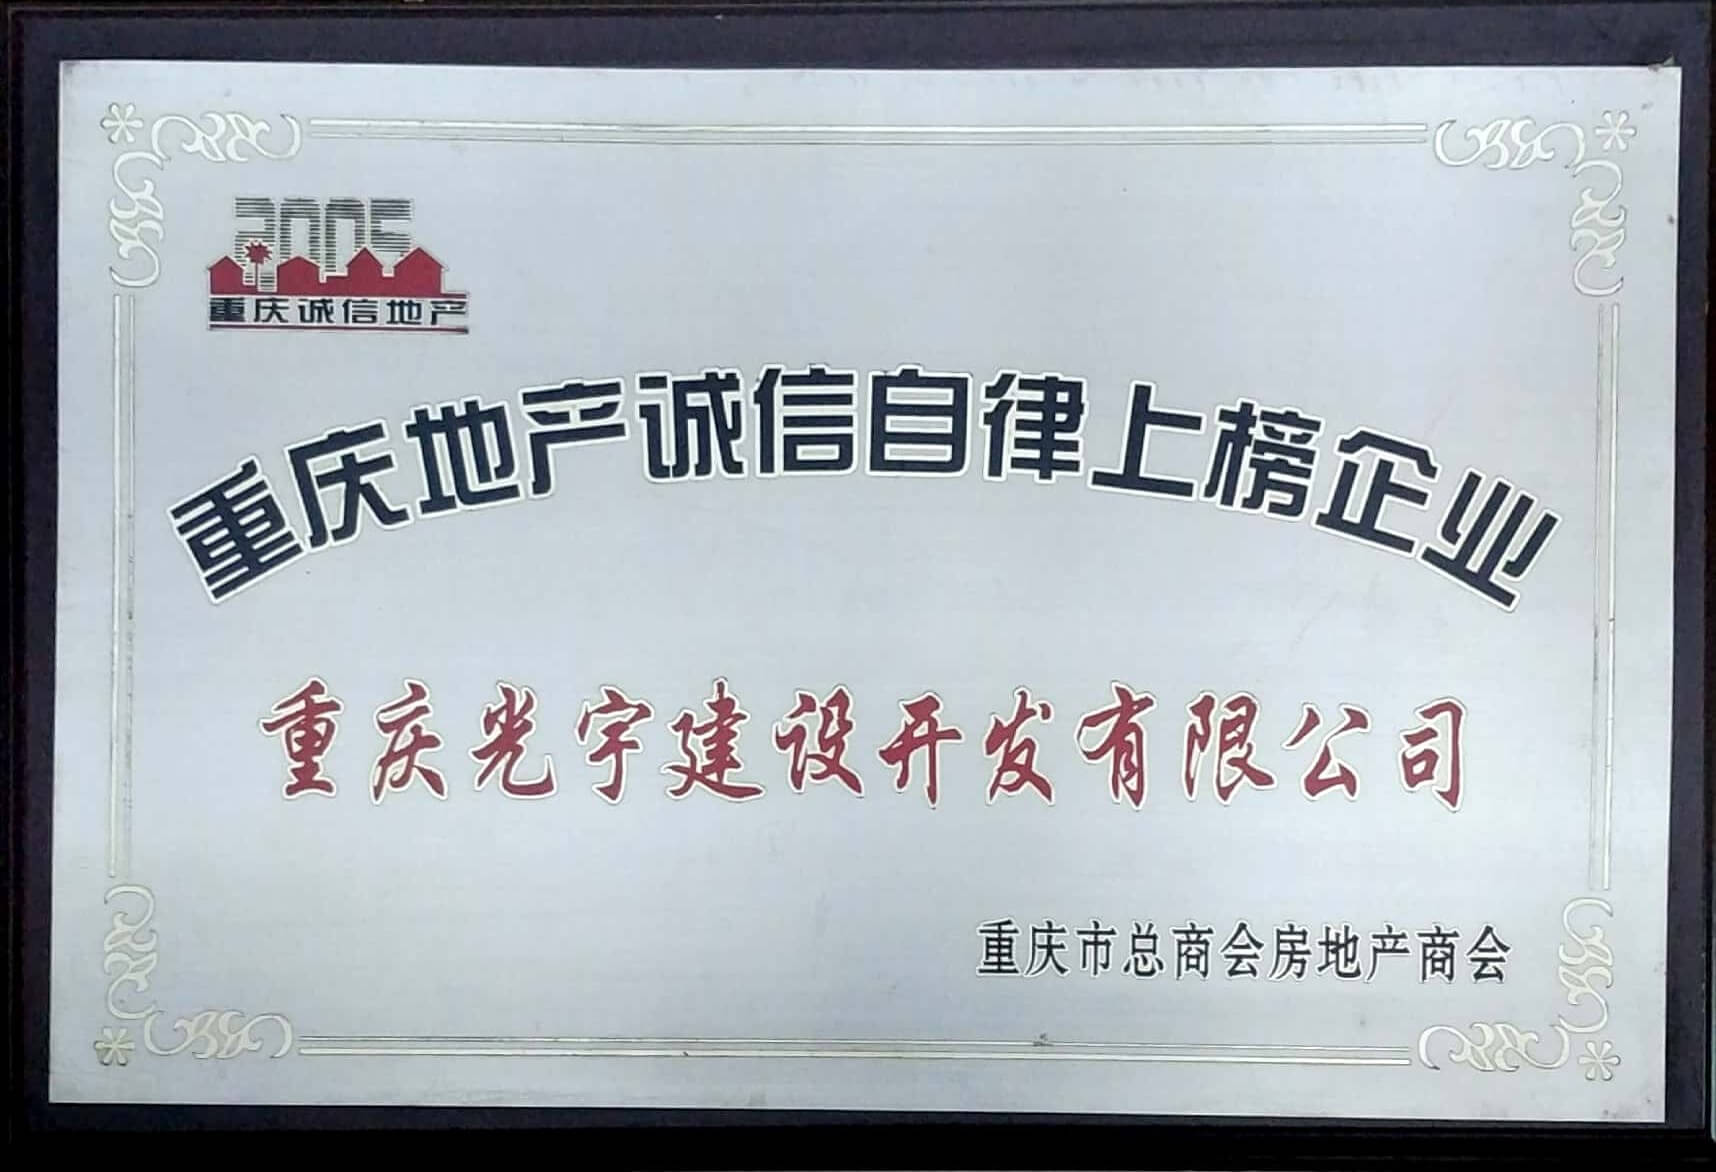 2005
重庆诚信地产
重庆地产诚信自律上榜企业
重庆光宇建设开发有限公司
重庆市总商会房地产商会